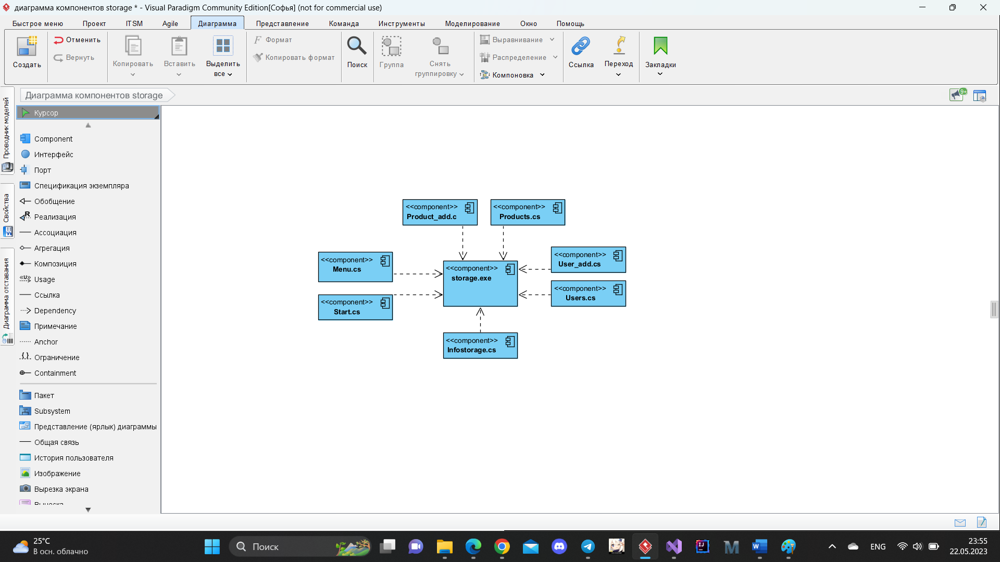 диаграмма компонентов storage * - Visual Paradigm Community Edition[Софья] (not for commercial use)
Быстрое меню Проект ITSM Agile Диаграмма Представление Команда Инструменты Моделирование Окно Помощь
Создать
Отменить
Вернуть
Копировать
Вставить
Выделить
все
Формат
Копировать формат
Поиск
Группа
Снять
группировку
Выравнивание
Распределение
Компоновка
Ссылка
Переход
Закладки
Диаграмма компонентов storage
9+
Проводник моделей
Свойства
Диаграмма отставания
Курсор
Component
Интерфейс
Порт
Спецификация экземпляра
Обобщение
Реализация
Ассоциация
Агрегация
Композиция
Usage
Ссылка
Dependency
Примечание
Anchor
Ограничение
Containment
Пакет
Subsystem
Представление (ярлык) диаграммы
Общая связь
История пользователя
Изображение
Вырезка экрана
<<component>>
Product_add.c
<<component>>
Products.cs
<<component>>
Menu.cs
<<component>>
storage.exe
<<component>>
User_add.cs
<<component>>
Users.cs
<<component>>
Start.cs
<<component>>
Infostorage.cs
25°C
В осн. облачно
Поиск
ENG
23:55
22.05.2023